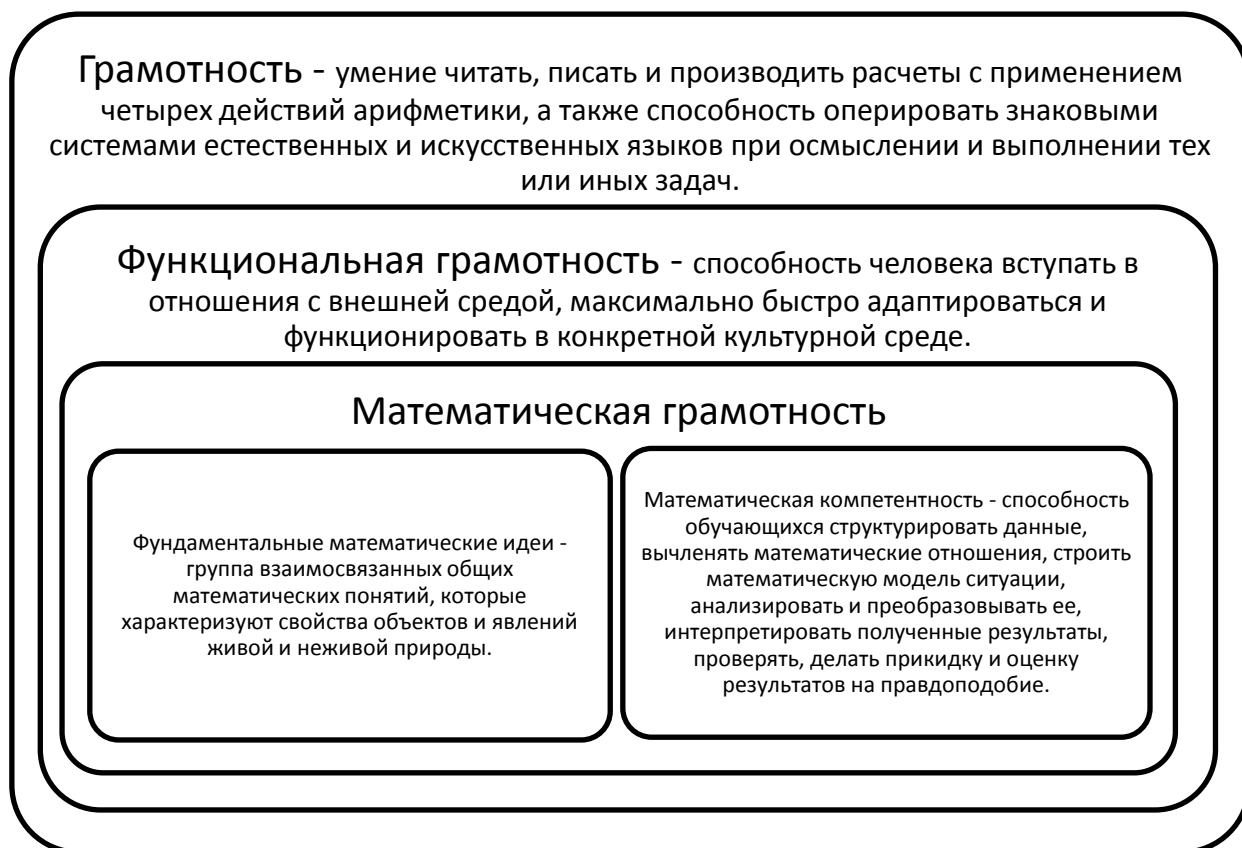 Грамотность - умение читать, писать и производить расчеты с применением
четырех действий арифметики, а также способность оперировать знаковыми
системами естественных и искусственных языков при осмыслении и выполнении тех
или иных задач.
Функциональная грамотность - способность человека вступать в
отношения с внешней средой, максимально быстро адаптироваться и
функционировать в конкретной культурной среде.
Математическая грамотность
Фундаментальные математические идеи -
группа взаимосвязанных общих
математических понятий, которые
характеризуют свойства объектов и явлений
живой и неживой природы.
Математическая компетентность - способность
обучающихся структурировать данные,
вычленять математические отношения, строить
математическую модель ситуации,
анализировать и преобразовывать ее,
интерпретировать полученные результаты,
проверять, делать прикидку и оценку
результатов на правдоподобие.